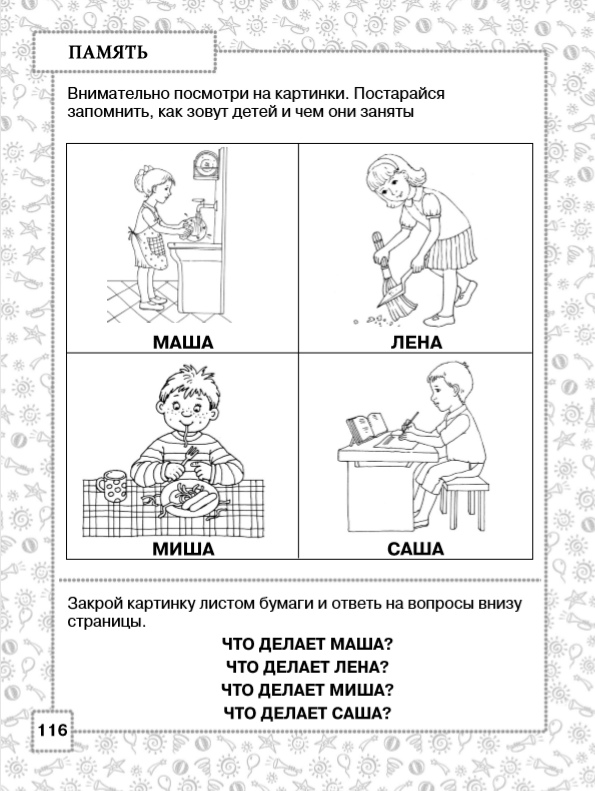 ПАМЯТЬ
Внимательно посмотри на картинки. Постарайся
запомнить, как зовут детей и чем они заняты
МАША
ЛЕНА
МИША
САША
Закрой картинку листом бумаги и ответь на вопросы внизу
страницы.
ЧТО ДЕЛАЕТ МАША?
ЧТО ДЕЛАЕТ ЛЕНА?
ЧТО ДЕЛАЕТ МИША?
ЧТО ДЕЛАЕТ САША?
116